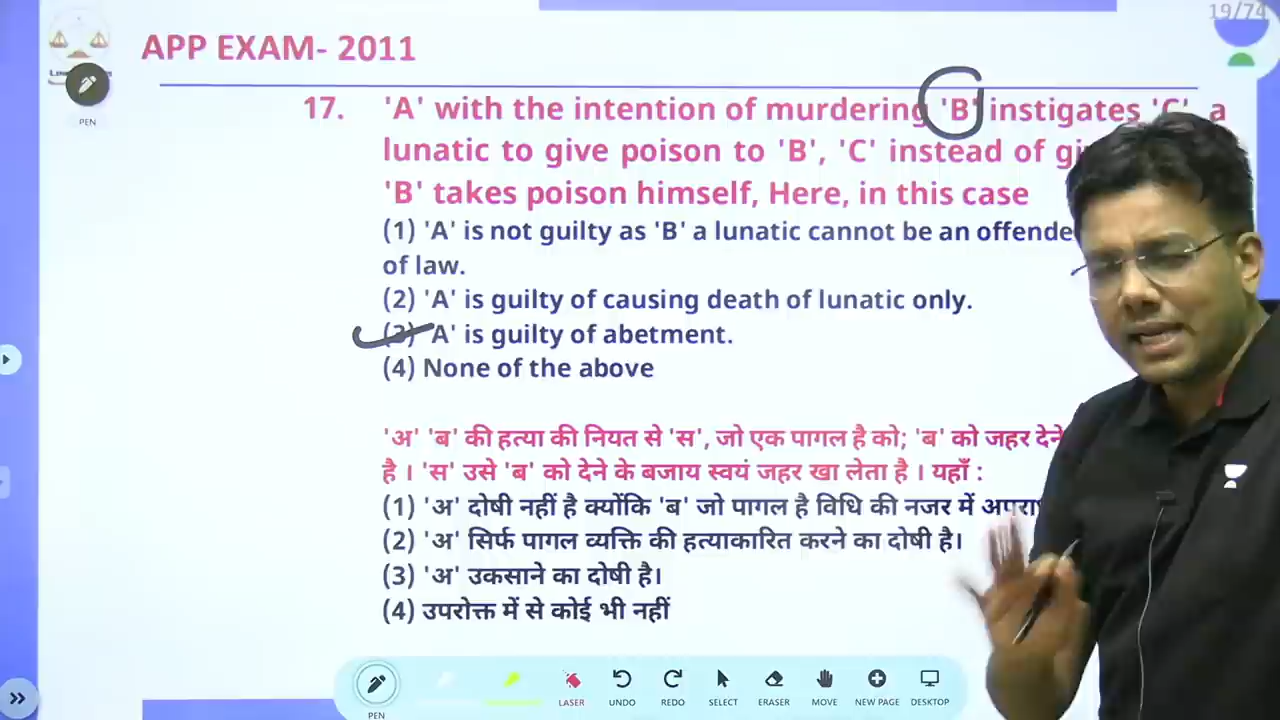 19/74
APP EXAM- 2011
PEN
17. 'A' with the intention of murdering 'B' instigates 'C', a
lunatic to give poison to 'B', 'C' instead of
'B' takes poison himself, Here, in this case
(1) 'A' is not guilty as 'B' a lunatic cannot be an
of law.
(2) 'A' is guilty of causing death of lunatic only.
(3) 'A' is guilty of abetment.
(4) None of the above
'अ' 'ब' की हत्या की नियत से 'स', जो एक पागल है को; 'ब' को जहर देने
है। 'स' उसे 'ब' को देने के बजाय स्वयं जहर खा लेता है। यहाँ :
(1) 'अ' दोषी नहीं है क्योंकि 'ब' जो पागल है विधि की नजर में
(2) 'अ' सिर्फ पागल व्यक्ति की हत्याकारित करने का दोषी है।
(3) 'अ' उकसाने का दोषी है।
(4) उपरोक्त में से कोई भी नहीं
PEN LASER UNDO REDO SELECT ERASER MOVE NEW PAGE DESKTOP